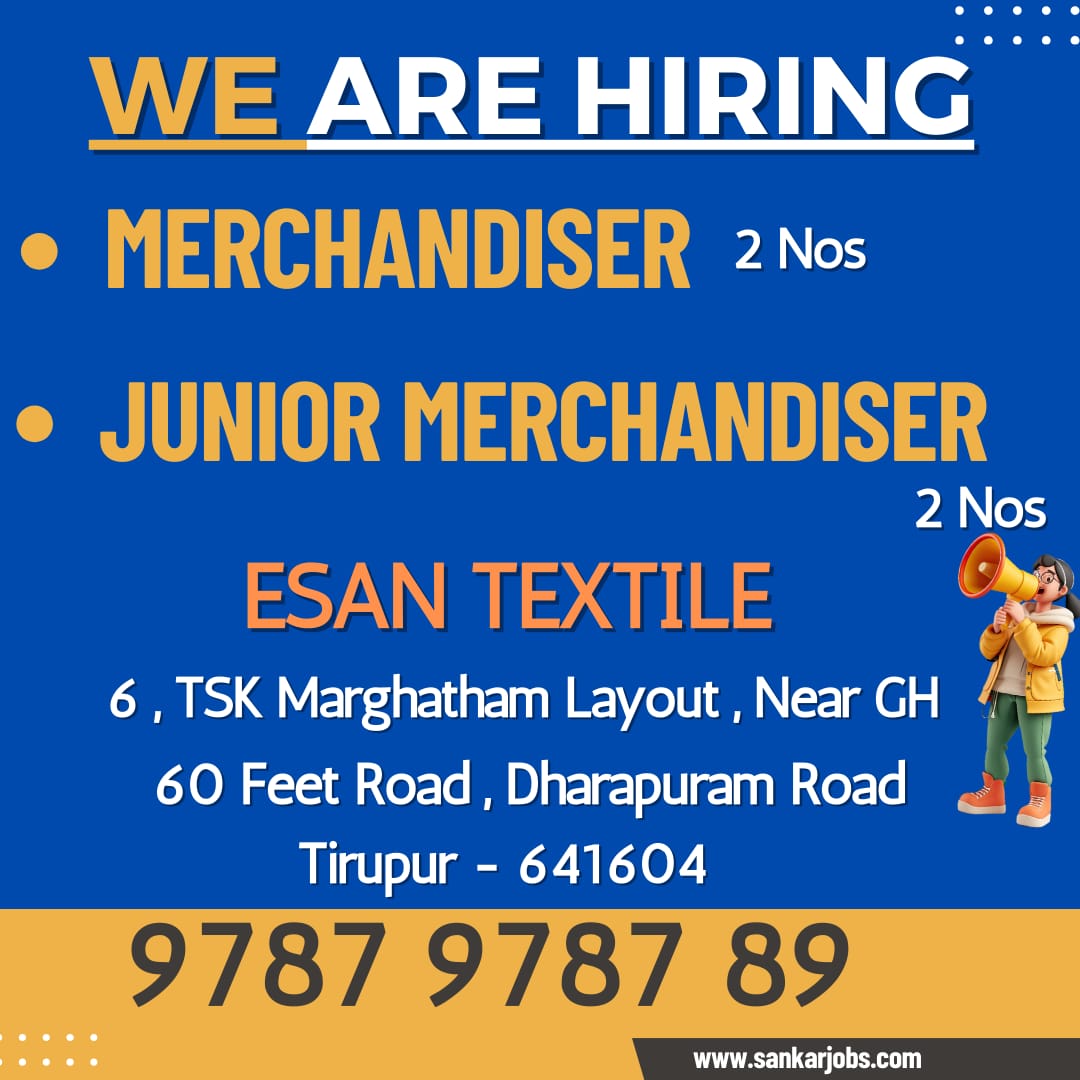 WE ARE HIRING
• MERCHANDISER 2 Nos
• JUNIOR MERCHANDISER
2 Nos
ESAN TEXTILE
6 , TSK Marghatham Layout , Near GH
60 Feet Road , Dharapuram Road
Tirupur - 641604
9787 9787 89
www.sankarjobs.com